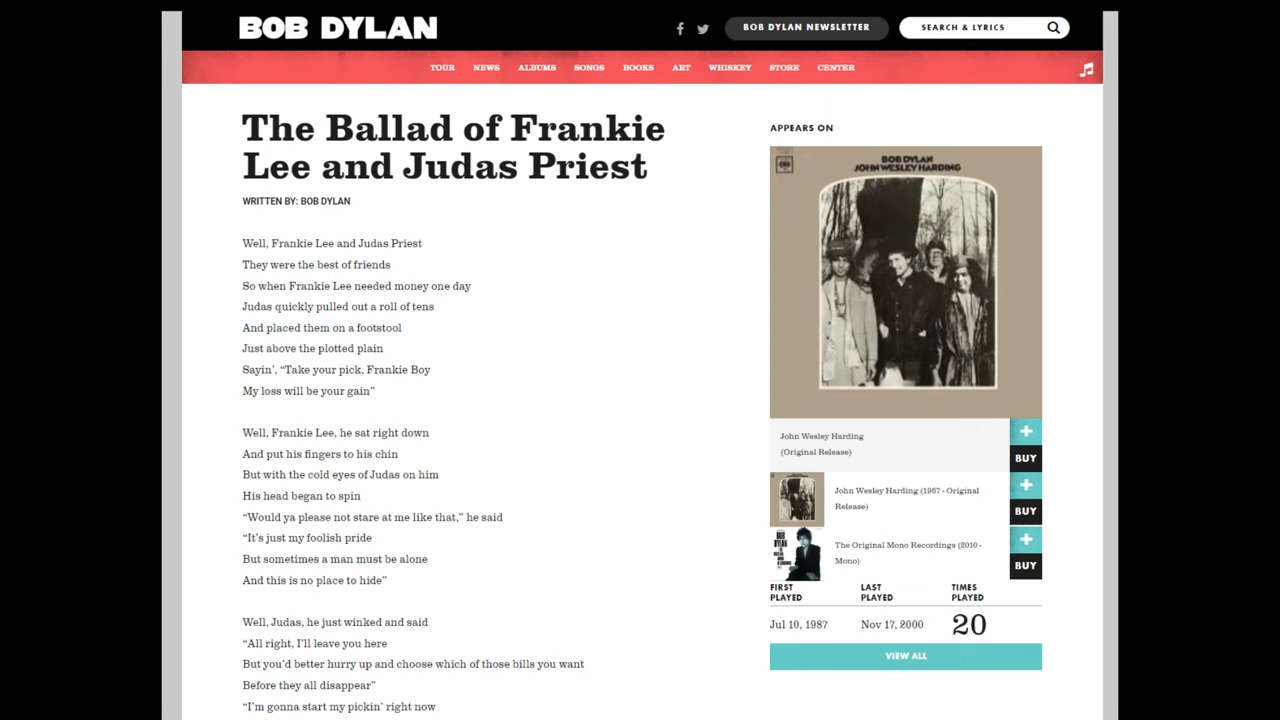 BOB DYLAN
BOB DYLAN NEWSLETTER
SEARCH & LYRICS
TOUR NEWS ALBUMS SONGS BOOKS ART WHISKEY STORE CENTER
The Ballad of Frankie
Lee and Judas Priest
WRITTEN BY: BOB DYLAN
Well, Frankie Lee and Judas Priest
They were the best of friends
So when Frankie Lee needed money one day
Judas quickly pulled out a roll of tens
And placed them on a footstool
Just above the plotted plain
Sayin’, “Take your pick, Frankie Boy
My loss will be your gain”
Well, Frankie Lee, he sat right down
And put his fingers to his chin
But with the cold eyes of Judas on him
His head began to spin
“Would ya please not stare at me like that,” he said
“It’s just my foolish pride
But sometimes a man must be alone
And this is no place to hide”
Well, Judas, he just winked and said
“All right, I’ll leave you here
But you’d better hurry up and choose which of those bills you want
Before they all disappear”
“I’m gonna start my pickin’ right now
APPEARS ON
BOB DYLAN
JOHN WESLEY HARDING
John Wesley Harding
(Original Release)
+
BUY
John Wesley Harding (1967 - Original
Release)
+
BUY
The Original Mono Recordings (2010 -
Mono)
+
BUY
FIRST
PLAYED
LAST
PLAYED
TIMES
PLAYED
Jul 10, 1987
Nov 17, 2000
20
VIEW ALL